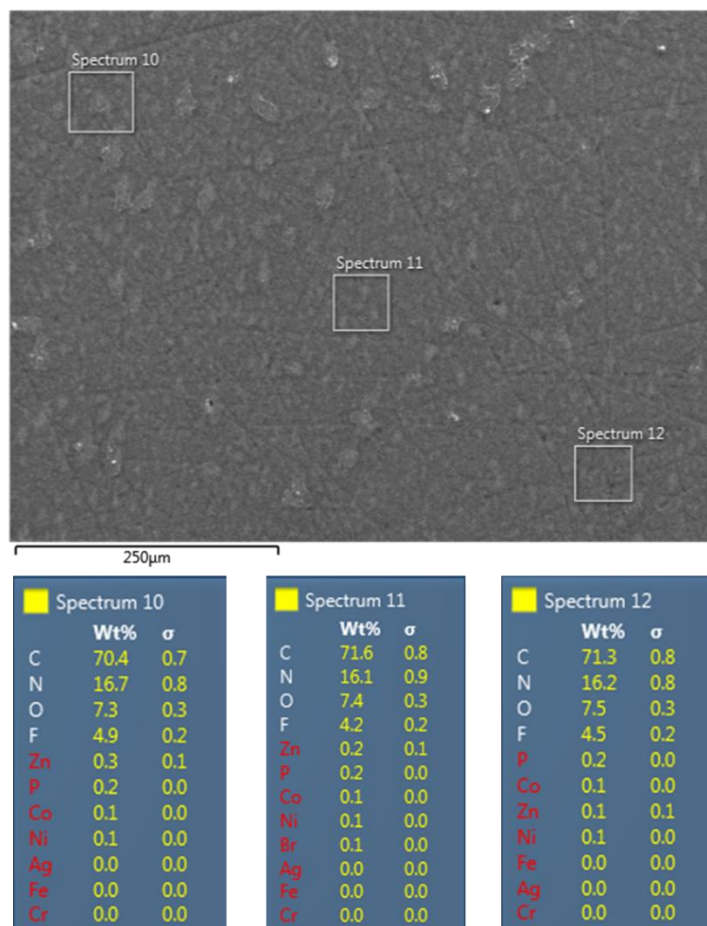 Spectrum 10
Spectrum 11
Spectrum 12
250µm
Spectrum 10
Wt% σ
C 70.4 0.7
N 16.7 0.8
O 7.3 0.3
F 4.9 0.2
Zn 0.3 0.1
P 0.2 0.0
Co 0.1 0.0
Ni 0.1 0.0
Ag 0.0 0.0
Fe 0.0 0.0
Cr 0.0 0.0
Spectrum 11
Wt% σ
C 71.6 0.8
N 16.1 0.9
O 7.4 0.3
F 4.2 0.2
Zn 0.2 0.1
P 0.2 0.0
Co 0.1 0.0
Ni 0.1 0.0
Br 0.1 0.0
Ag 0.0 0.0
Fe 0.0 0.0
Cr 0.0 0.0
Spectrum 12
Wt% σ
C 71.3 0.8
N 16.2 0.8
O 7.5 0.3
F 4.5 0.2
P 0.2 0.0
Co 0.1 0.0
Zn 0.1 0.1
Ni 0.1 0.0
Fe 0.0 0.0
Ag 0.0 0.0
Cr 0.0 0.0